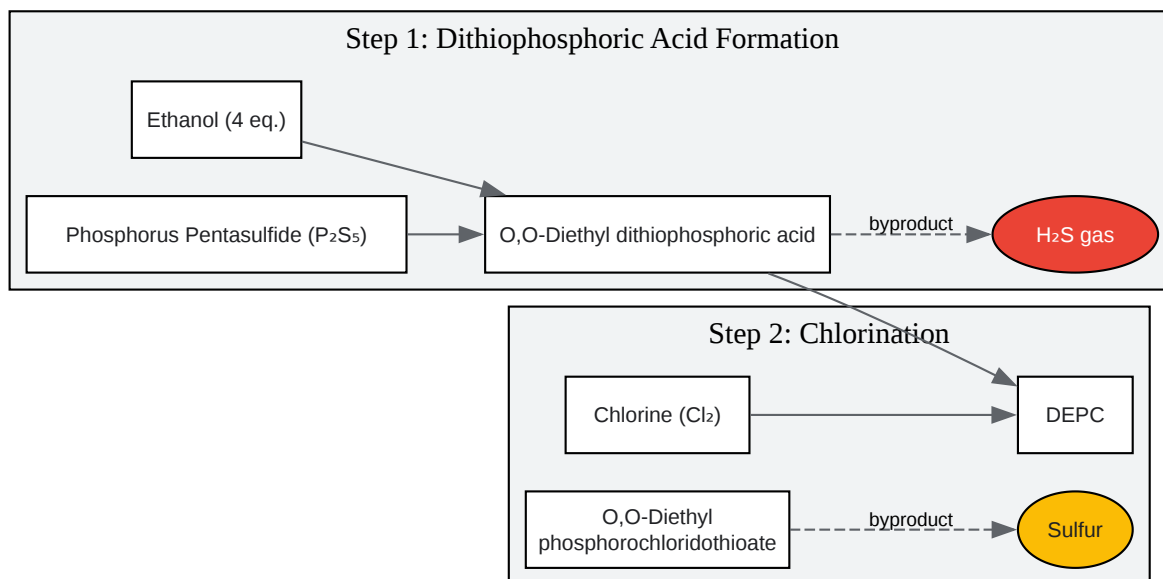 Step 1: Dithiophosphoric Acid Formation
Ethanol (4 eq.)
Phosphorus Pentasulfide (P₂S₅)
O,O-Diethyl dithiophosphoric acid
byproduct
H₂S gas
Step 2: Chlorination
Chlorine (Cl₂)
DEPC
O,O-Diethyl
phosphorochloridothioate
byproduct
Sulfur